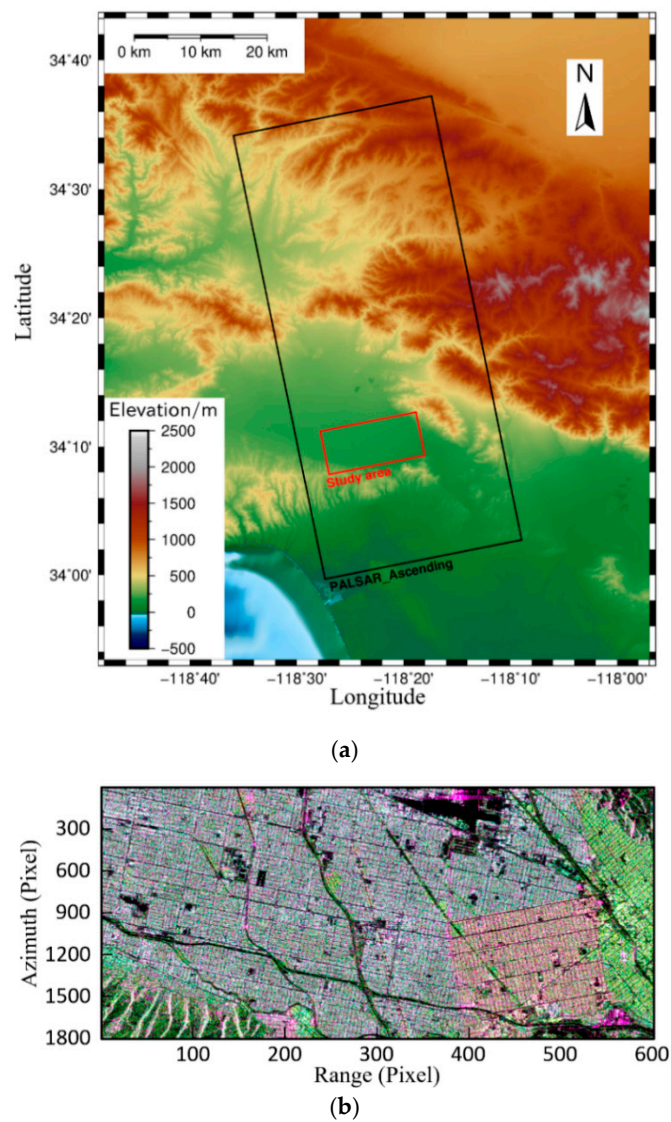 0 km 10 km 20 km
N
34°40'
34°30'
34°20'
34°10'
34°00'
Latitude
Elevation/m
2500
2000
1500
1000
500
0
−500
Study area
PALSAR_Ascending
−118°40' −118°30' −118°20' −118°10' −118°00'
Longitude
(a)
300
600
900
1200
1500
1800
Azimuth (Pixel)
100 200 300 400 500 600
Range (Pixel)
(b)